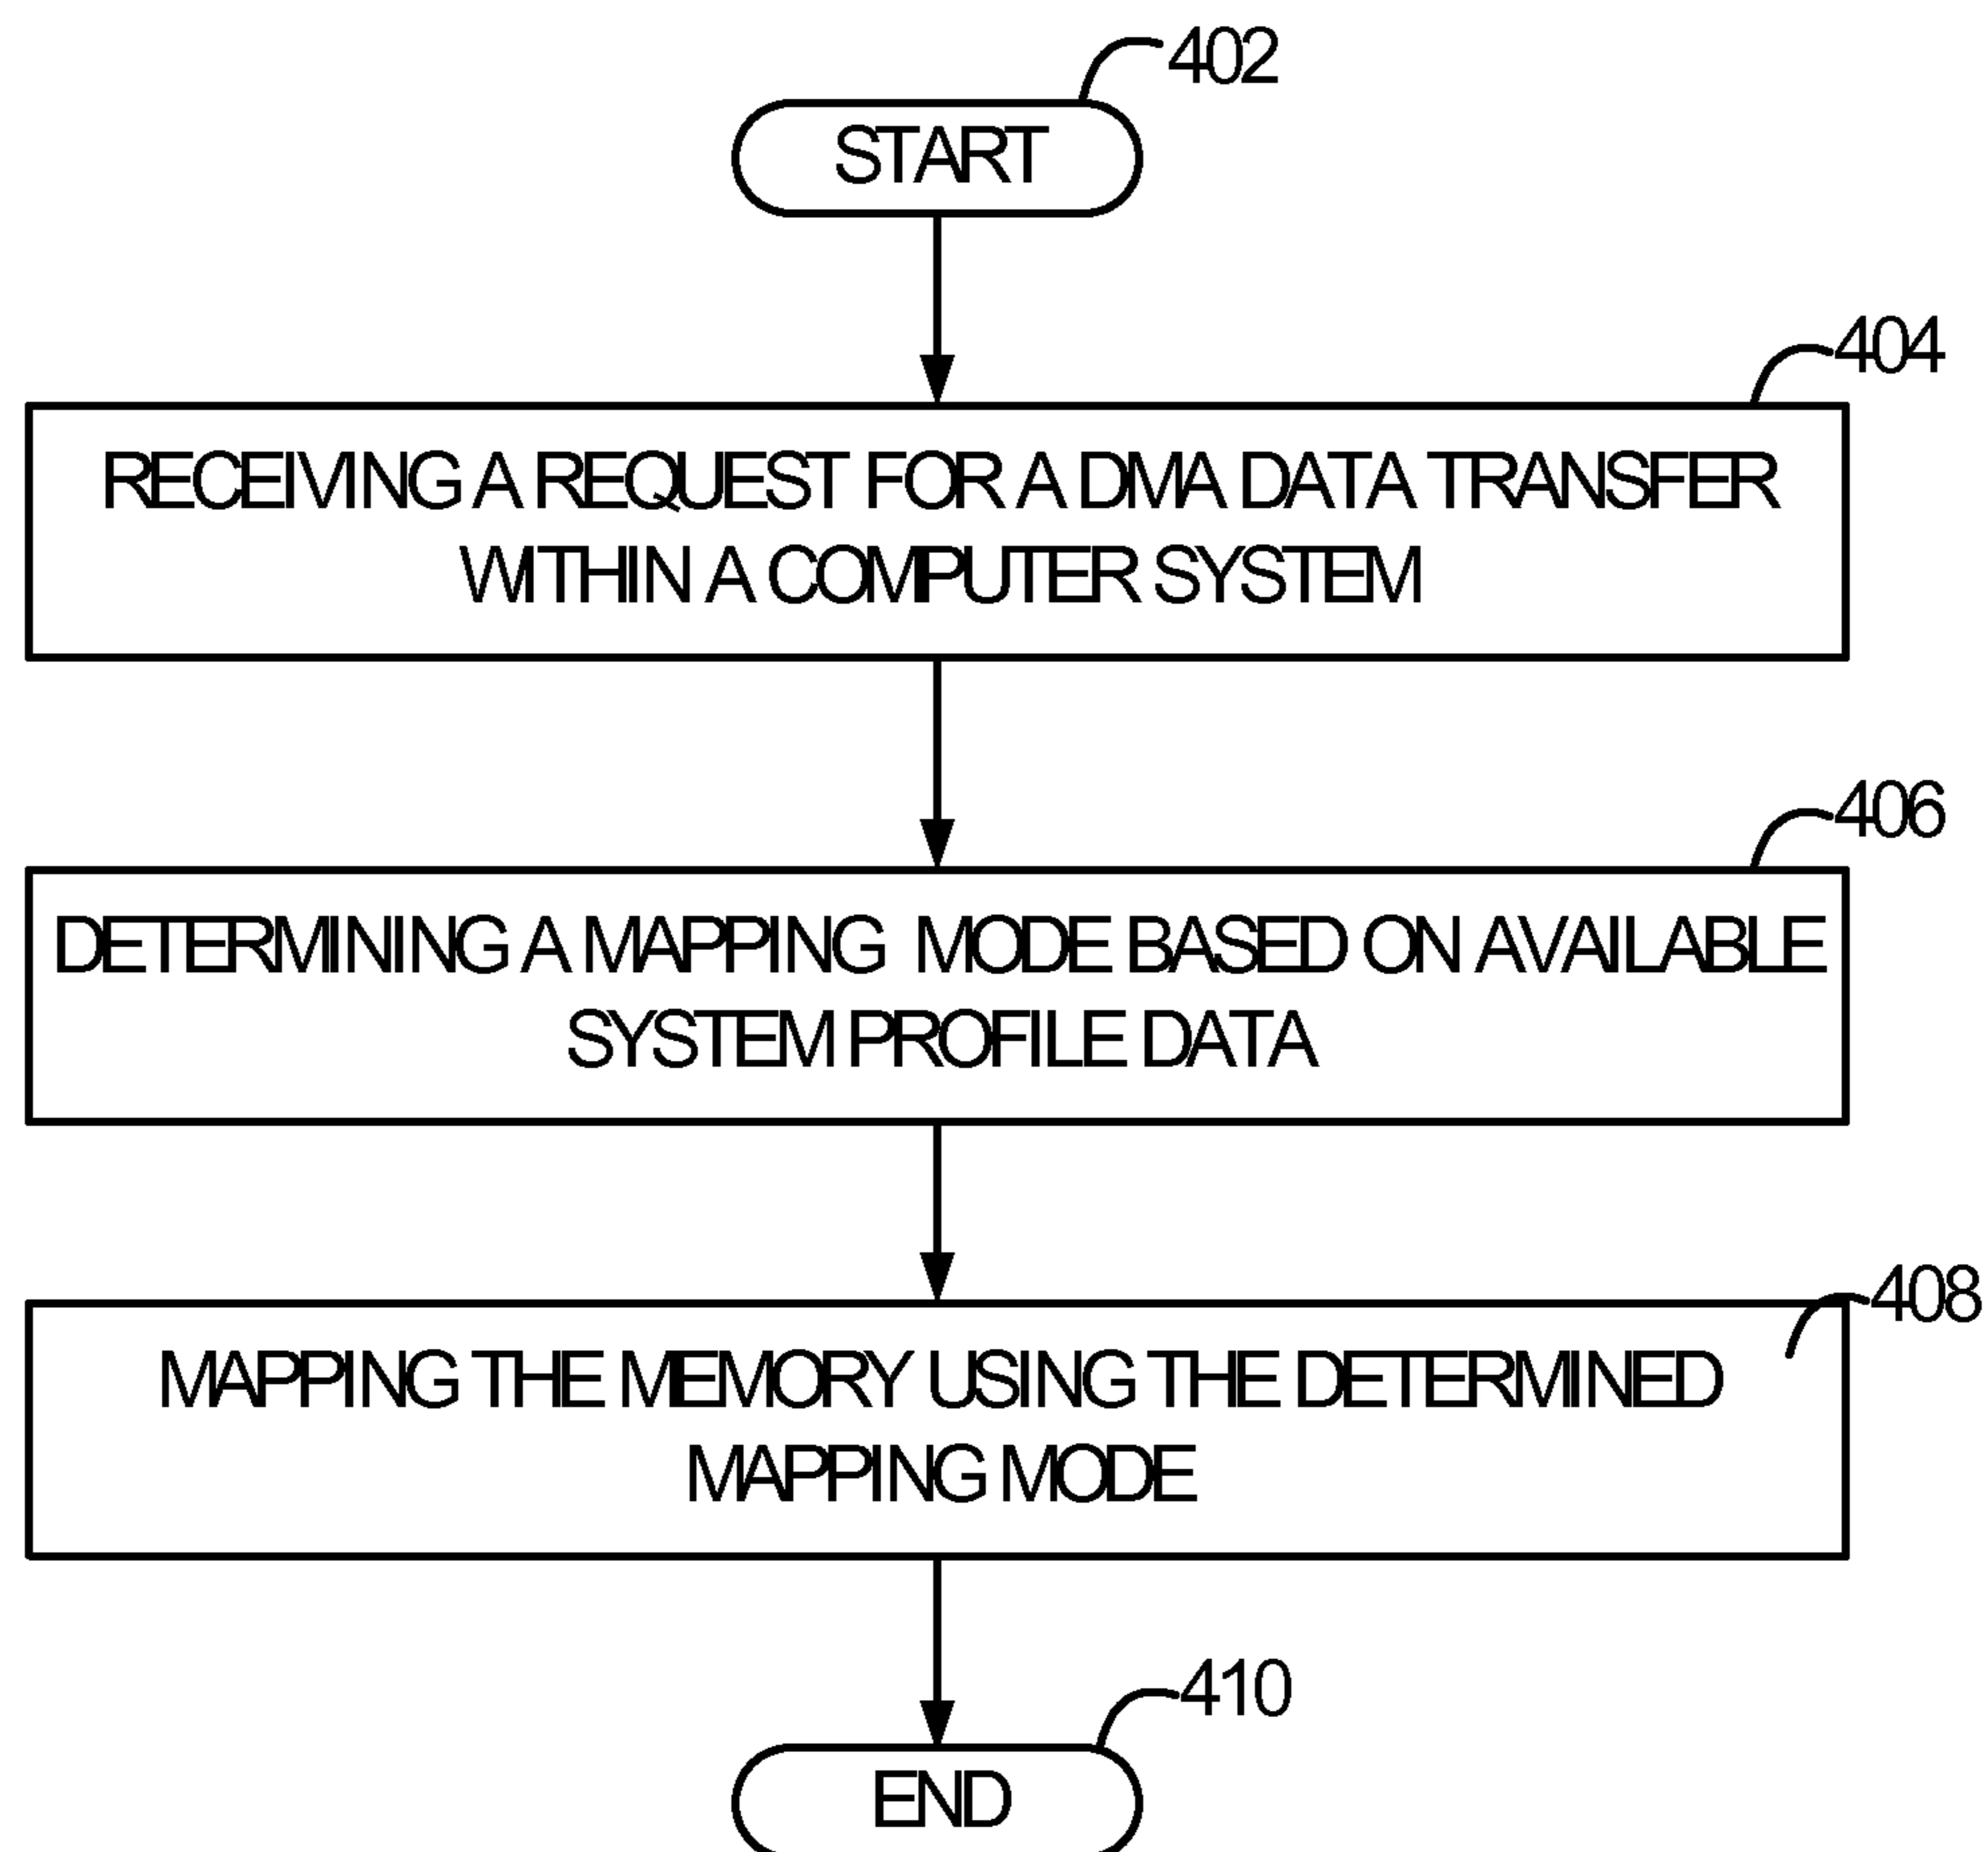 402
START
404
RECEIVING A REQUEST FOR A DMA DATA TRANSFER
WITHIN A COMPUTER SYSTEM
406
DETERMINING A MAPPING MODE BASED ON AVAILABLE
SYSTEM PROFILE DATA
408
MAPPING THE MEMORY USING THE DETERMINED
MAPPING MODE
410
END